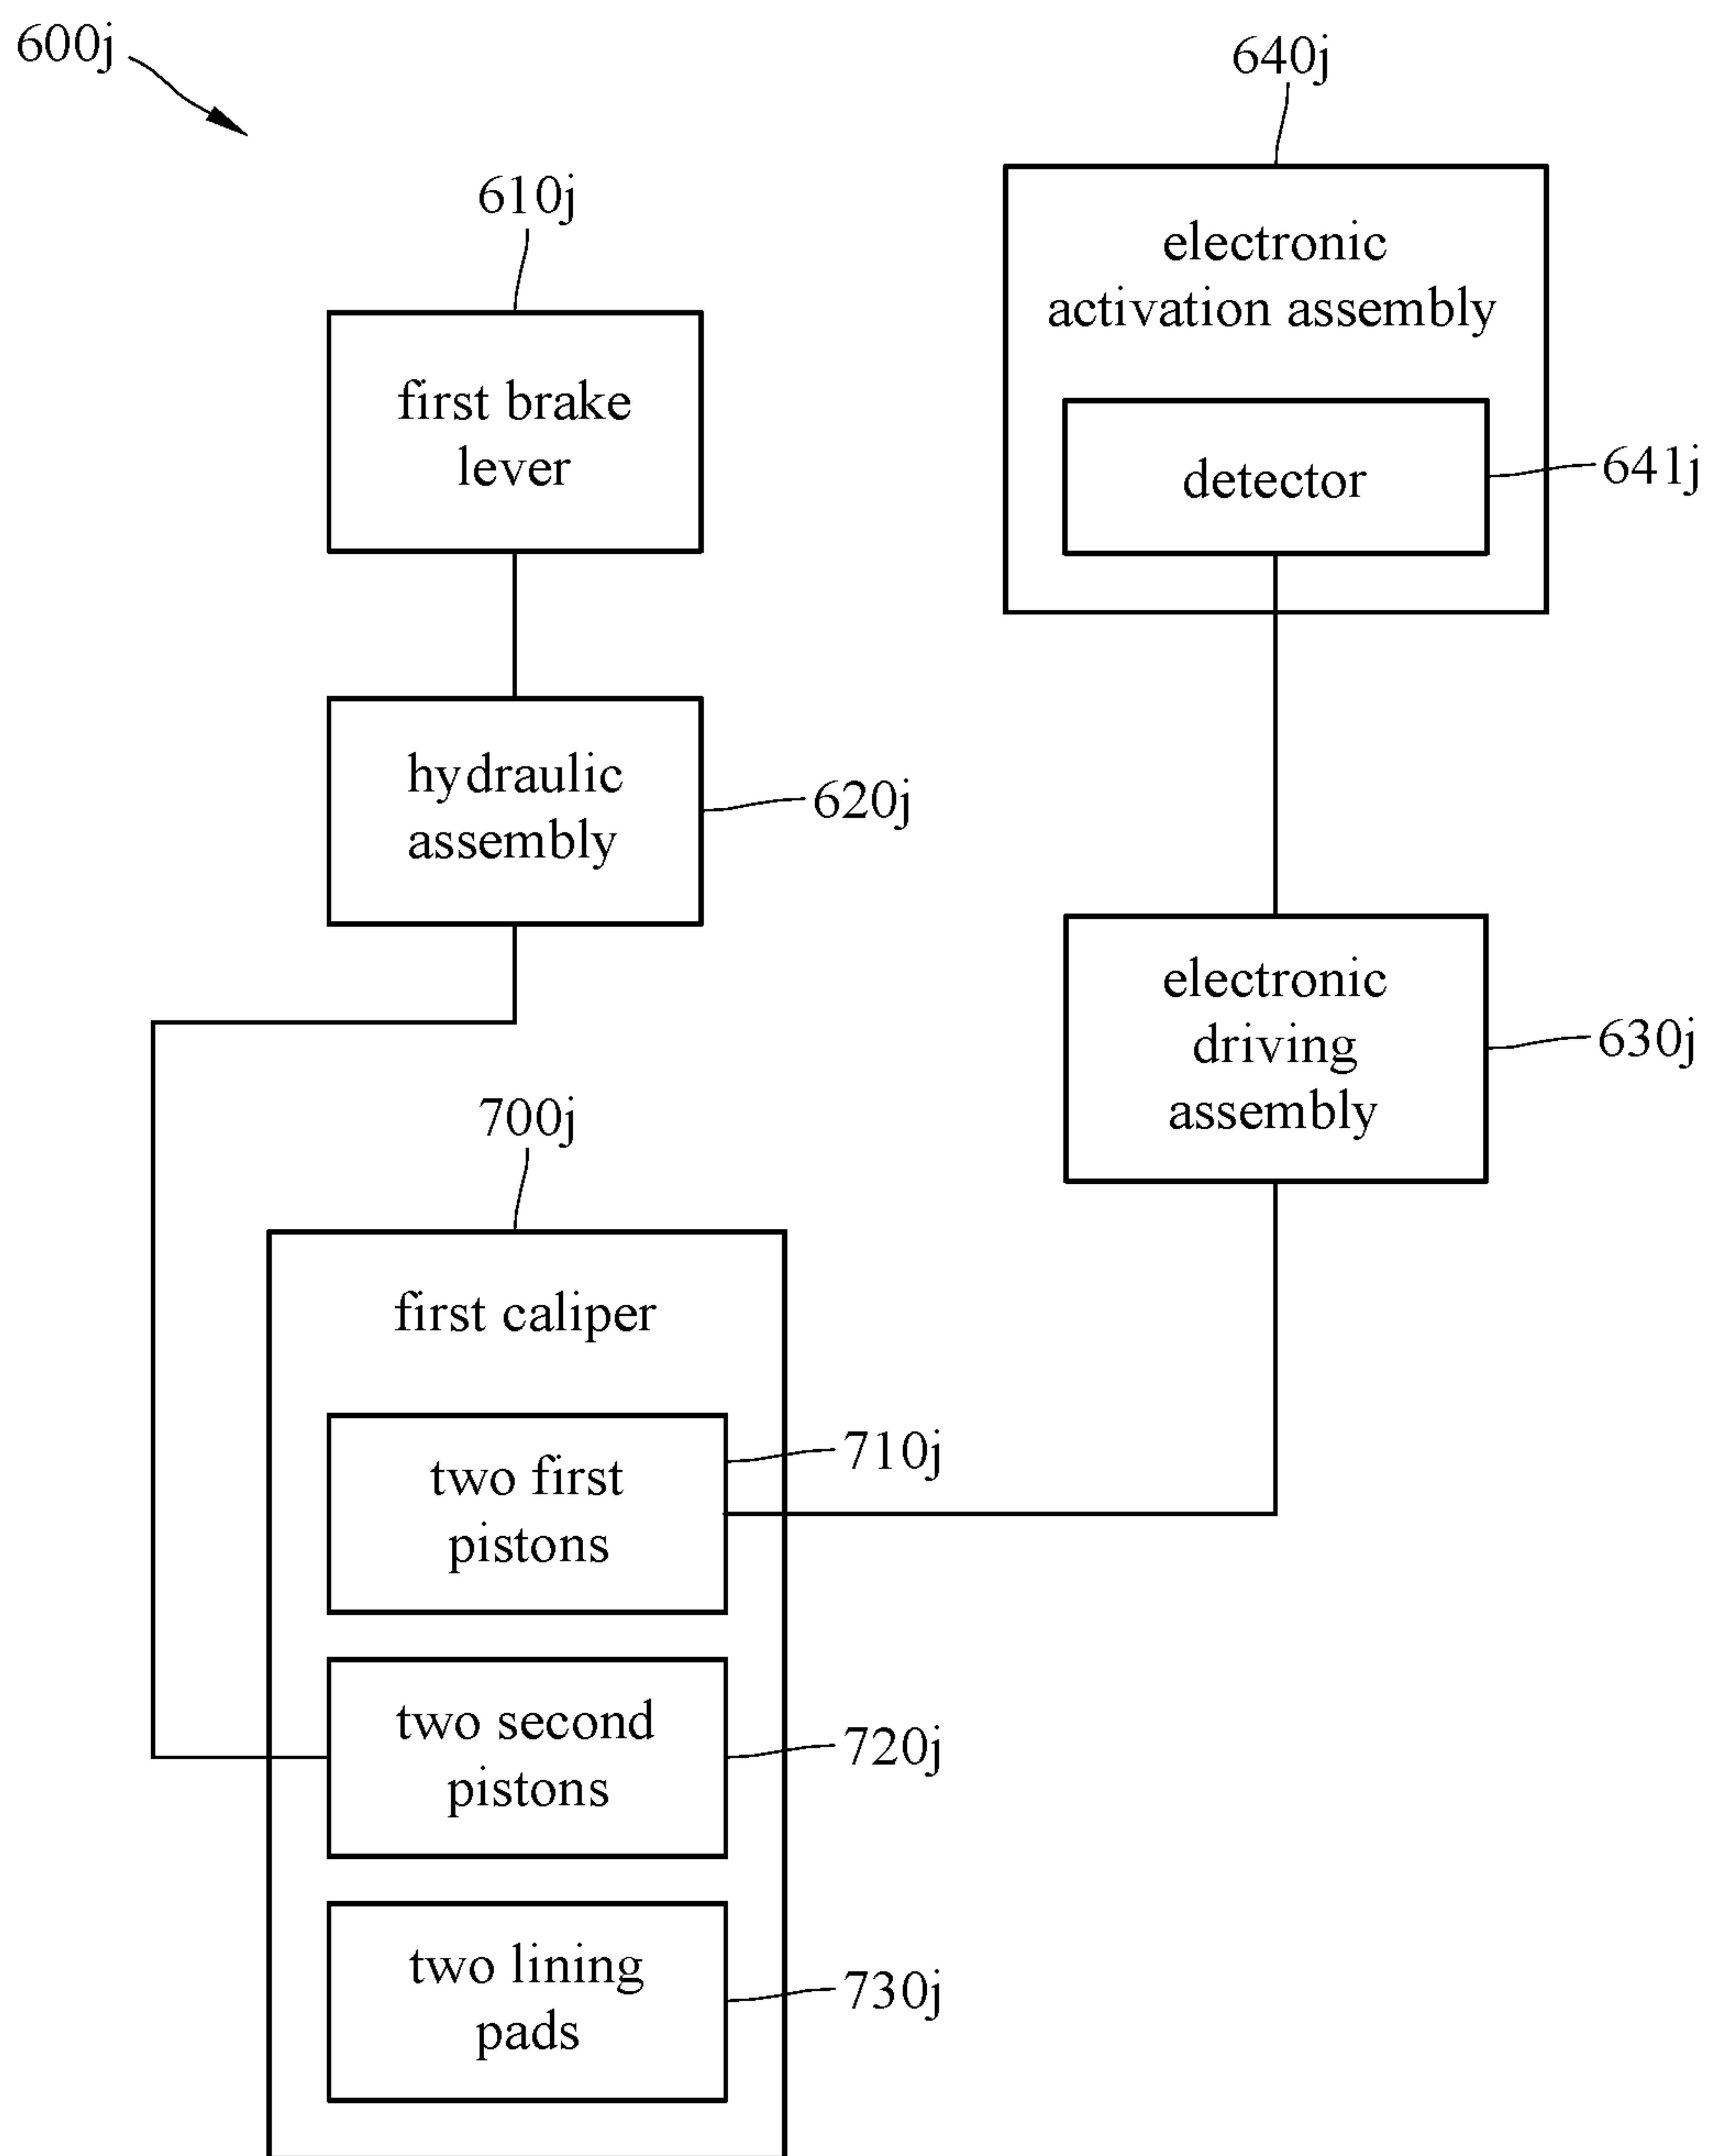 600j
640j
610j
electronic
activation assembly
first brake
lever
detector
641j
hydraulic
assembly
620j
electronic
driving
assembly
630j
700j
first caliper
two first
pistons
710j
two second
pistons
720j
two lining
pads
730j